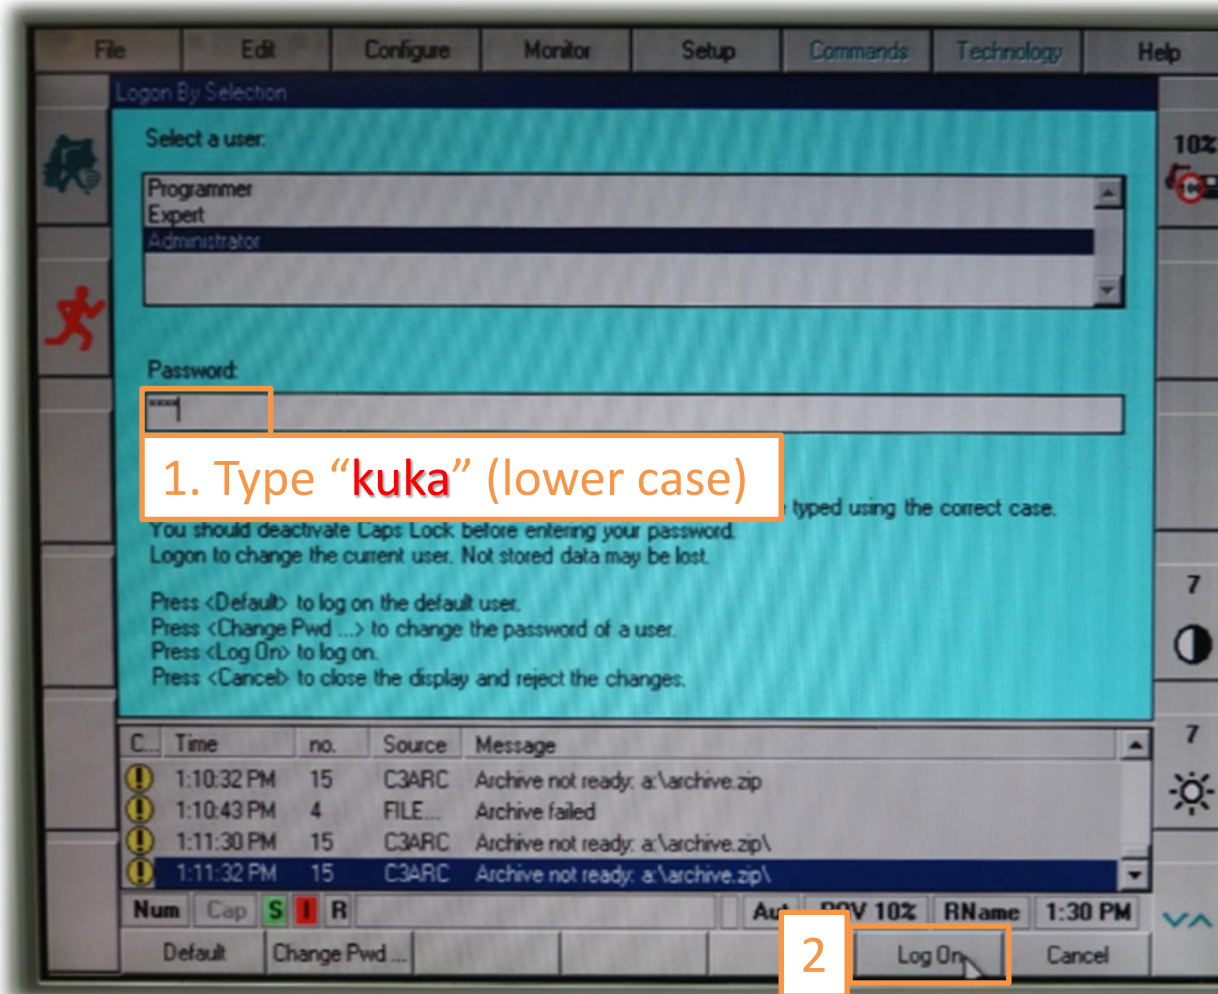 File Edit Configure Monitor Setup Commands Technology Help
Logon By Selection
Select a user:
10%
Programmer
Expert
Administrator
100
Password:
****
1. Type “kuka” (lower case)
typed using the correct case.
You should deactivate Caps Lock before entering your password.
Logon to change the current user. Not stored data may be lost.
7
Press <Default> to log on the default user.
Press <Change Pwd ...> to change the password of a user.
Press <Log On> to log on.
Press <Cancel> to close the display and reject the changes.
7
C... Time no. Source Message
1:10:32 PM 15 C3ARC Archive not ready: a:\archive.zip
1:10:43 PM 4 FILE... Archive failed
1:11:30 PM 15 C3ARC Archive not ready: a:\archive.zip\
1:11:32 PM 15 C3ARC Archive not ready: a:\archive.zip\
Num Cap S I R 10% RName 1:30 PM
Default Change Pwd ... 2 Log On Cancel